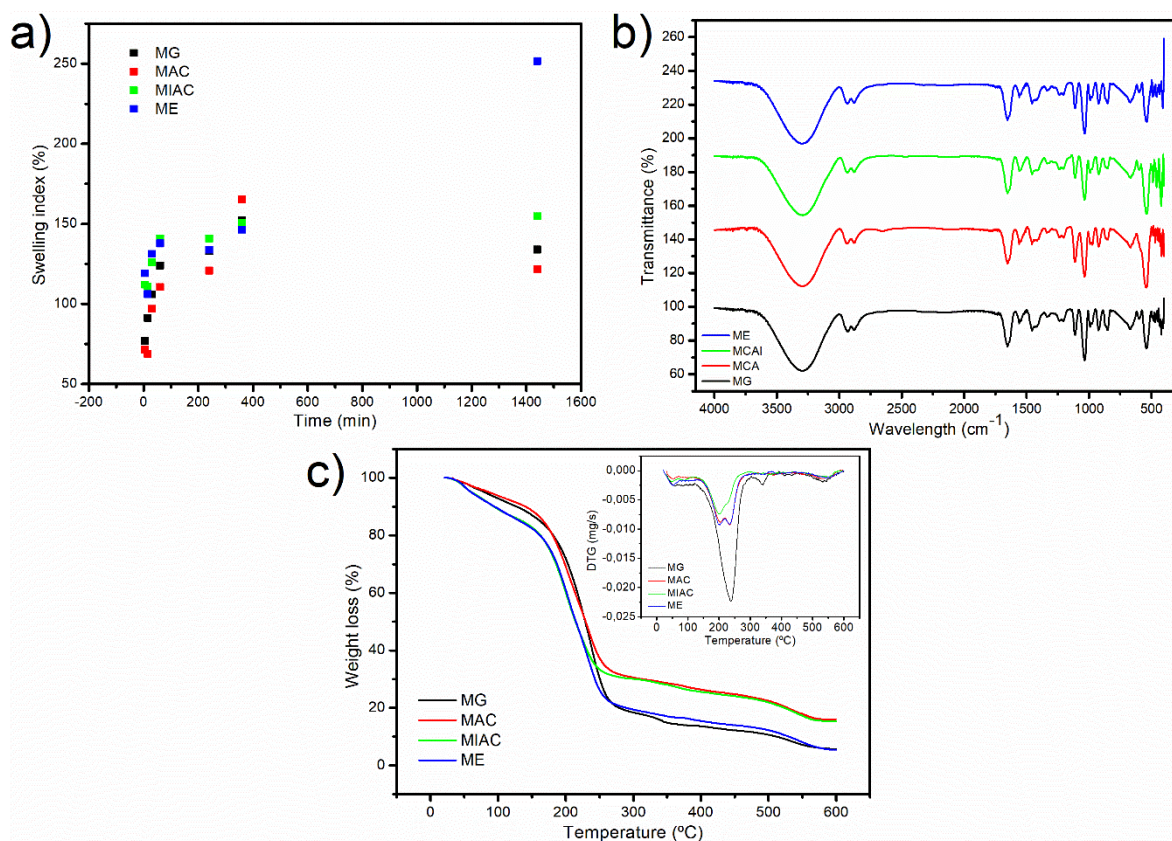 a)
MG
MAC
MIAC
ME
Swelling index (%)
250
200
150
100
50
-200 0 200 400 600 800 1000 1200 1400 1600
Time (min)
b)
Transmittance (%)
260
240
220
200
180
160
140
120
100
80
60
ME
MCAI
MCA
MG
4000 3500 3000 2500 2000 1500 1000 500
Wavelength (cm⁻¹)
c)
Weight loss (%)
100
80
60
40
20
0
MG
MAC
MIAC
ME
0 100 200 300 400 500 600
Temperature (ºC)
DTG (mg/s)
0,000
-0,005
-0,010
-0,015
-0,020
-0,025
MG
MAC
MIAC
ME
0 100 200 300 400 500 600
Temperature (ºC)